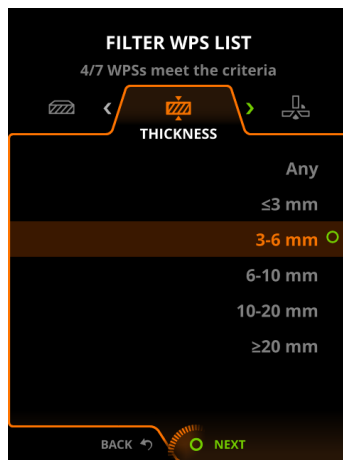 FILTER WPS LIST
4/7 WPSs meet the criteria
THICKNESS
Any
≤3 mm
3-6 mm
6-10 mm
10-20 mm
≥20 mm
BACK NEXT